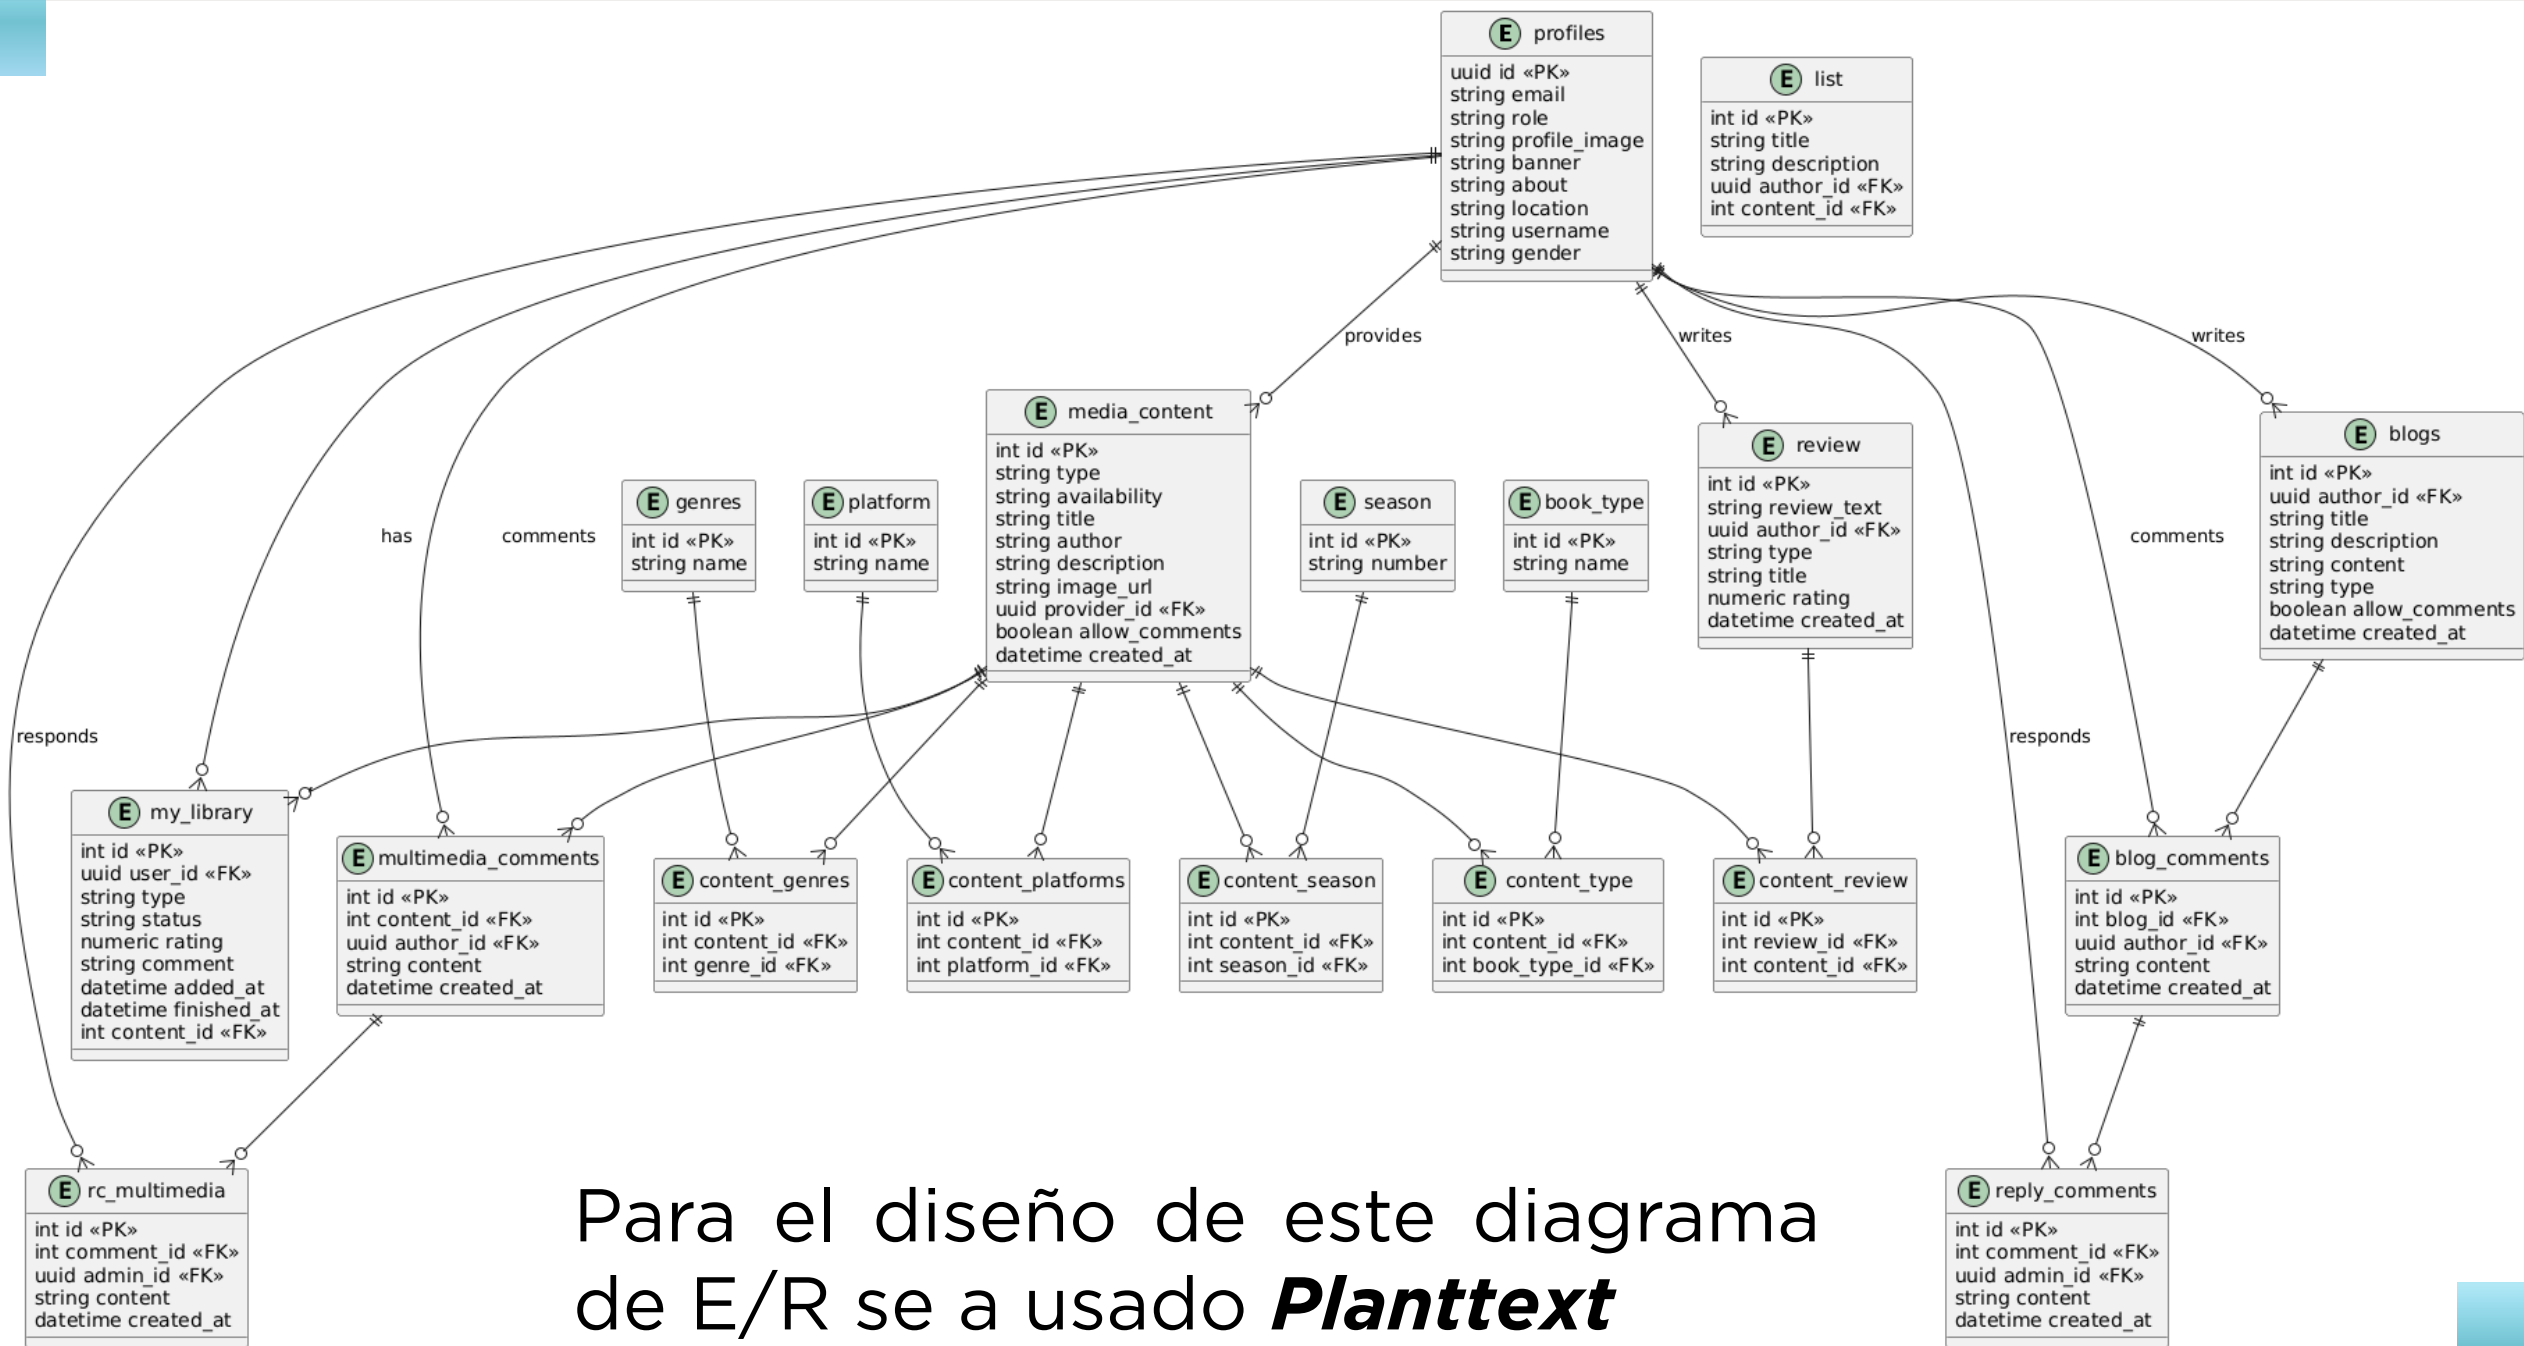 E profiles
uuid id «PK»
string email
string role
string profile_image
string banner
string about
string location
string username
string gender
E list
int id «PK»
string title
string description
uuid author_id «FK»
int content_id «FK»
provides
writes
writes
E media_content
int id «PK»
string type
string availability
string title
string author
string description
string image_url
uuid provider_id «FK»
boolean allow_comments
datetime created_at
E review
int id «PK»
string review_text
uuid author_id «FK»
string type
string title
numeric rating
datetime created_at
E blogs
int id «PK»
uuid author_id «FK»
string title
string description
string content
string type
boolean allow_comments
datetime created_at
has
comments
E genres
int id «PK»
string name
E platform
int id «PK»
string name
E season
int id «PK»
string number
E book_type
int id «PK»
string name
comments
responds
responds
E my_library
int id «PK»
uuid user_id «FK»
string type
string status
numeric rating
string comment
datetime added_at
datetime finished_at
int content_id «FK»
E multimedia_comments
int id «PK»
int content_id «FK»
uuid author_id «FK»
string content
datetime created_at
E content_genres
int id «PK»
int content_id «FK»
int genre_id «FK»
E content_platforms
int id «PK»
int content_id «FK»
int platform_id «FK»
E content_season
int id «PK»
int content_id «FK»
int season_id «FK»
E content_type
int id «PK»
int content_id «FK»
int book_type_id «FK»
E content_review
int id «PK»
int review_id «FK»
int content_id «FK»
E blog_comments
int id «PK»
int blog_id «FK»
uuid author_id «FK»
string content
datetime created_at
E rc_multimedia
int id «PK»
int comment_id «FK»
uuid admin_id «FK»
string content
datetime created_at
E reply_comments
int id «PK»
int comment_id «FK»
uuid admin_id «FK»
string content
datetime created_at
Para el diseño de este diagrama
de E/R se a usado Planttext